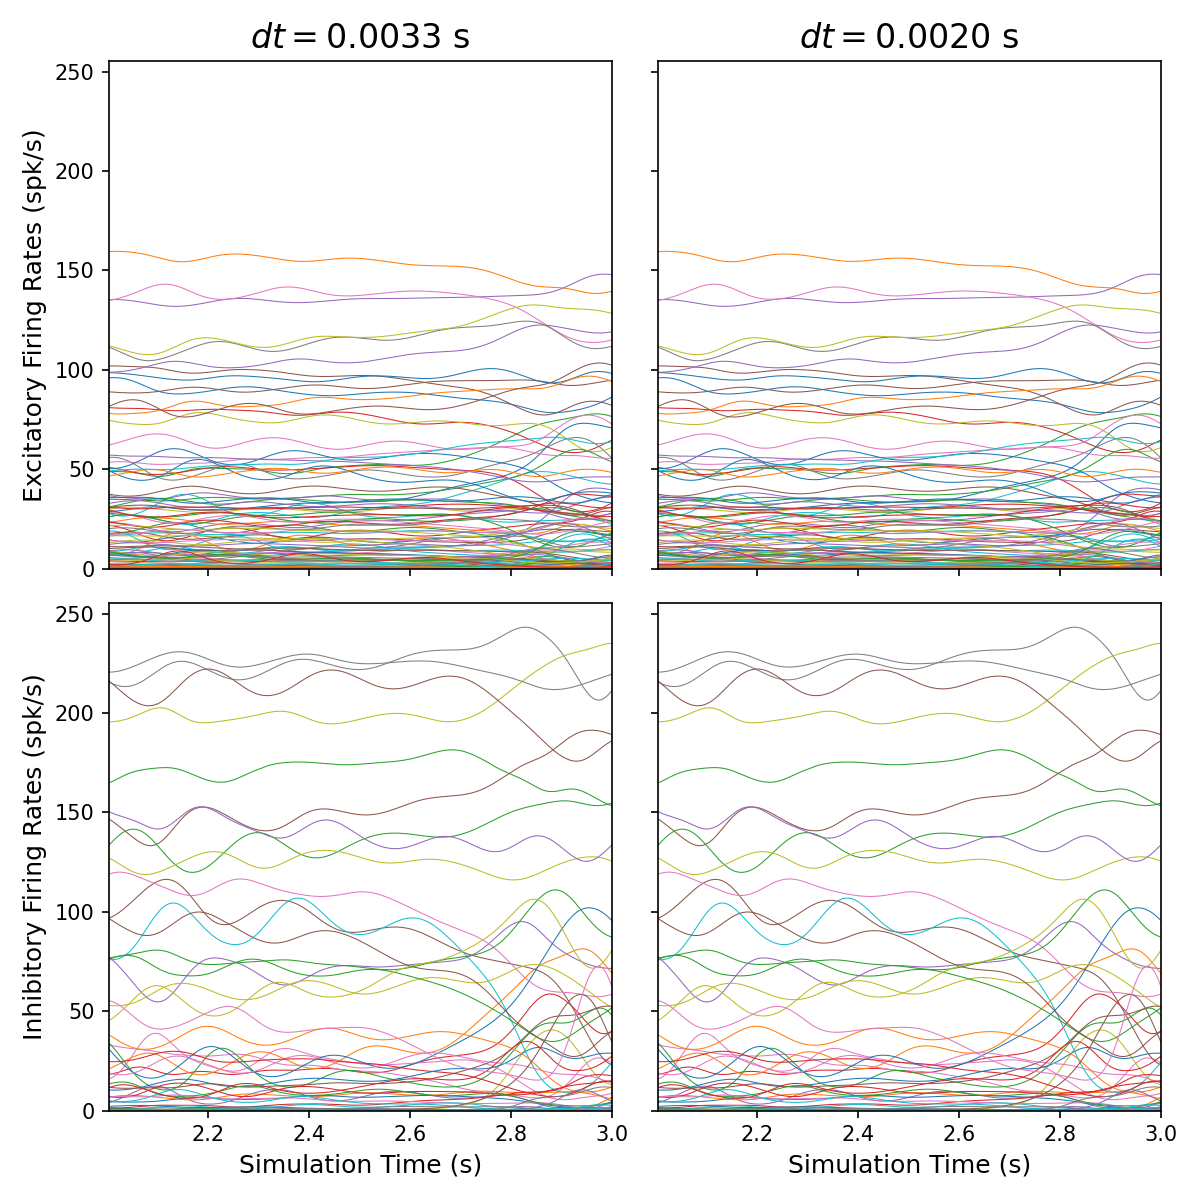 dt = 0.0033 s
dt = 0.0020 s
Excitatory Firing Rates (spk/s)
250
200
150
100
50
0
Inhibitory Firing Rates (spk/s)
250
200
150
100
50
0
2.2 2.4 2.6 2.8 3.0
2.2 2.4 2.6 2.8 3.0
Simulation Time (s)
Simulation Time (s)